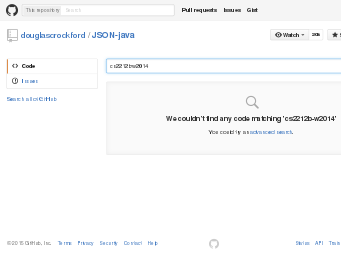 This repository Search Pull requests Issues Gist
douglascrockford / JSON-java
Watch Star
Code
cs2212b-w2014
Issues
Search all of GitHub
We couldn't find any code matching 'cs2212b-w2014'
You could try an advanced search.
© 2015 GitHub, Inc. Terms Privacy Security Contact Help Status API